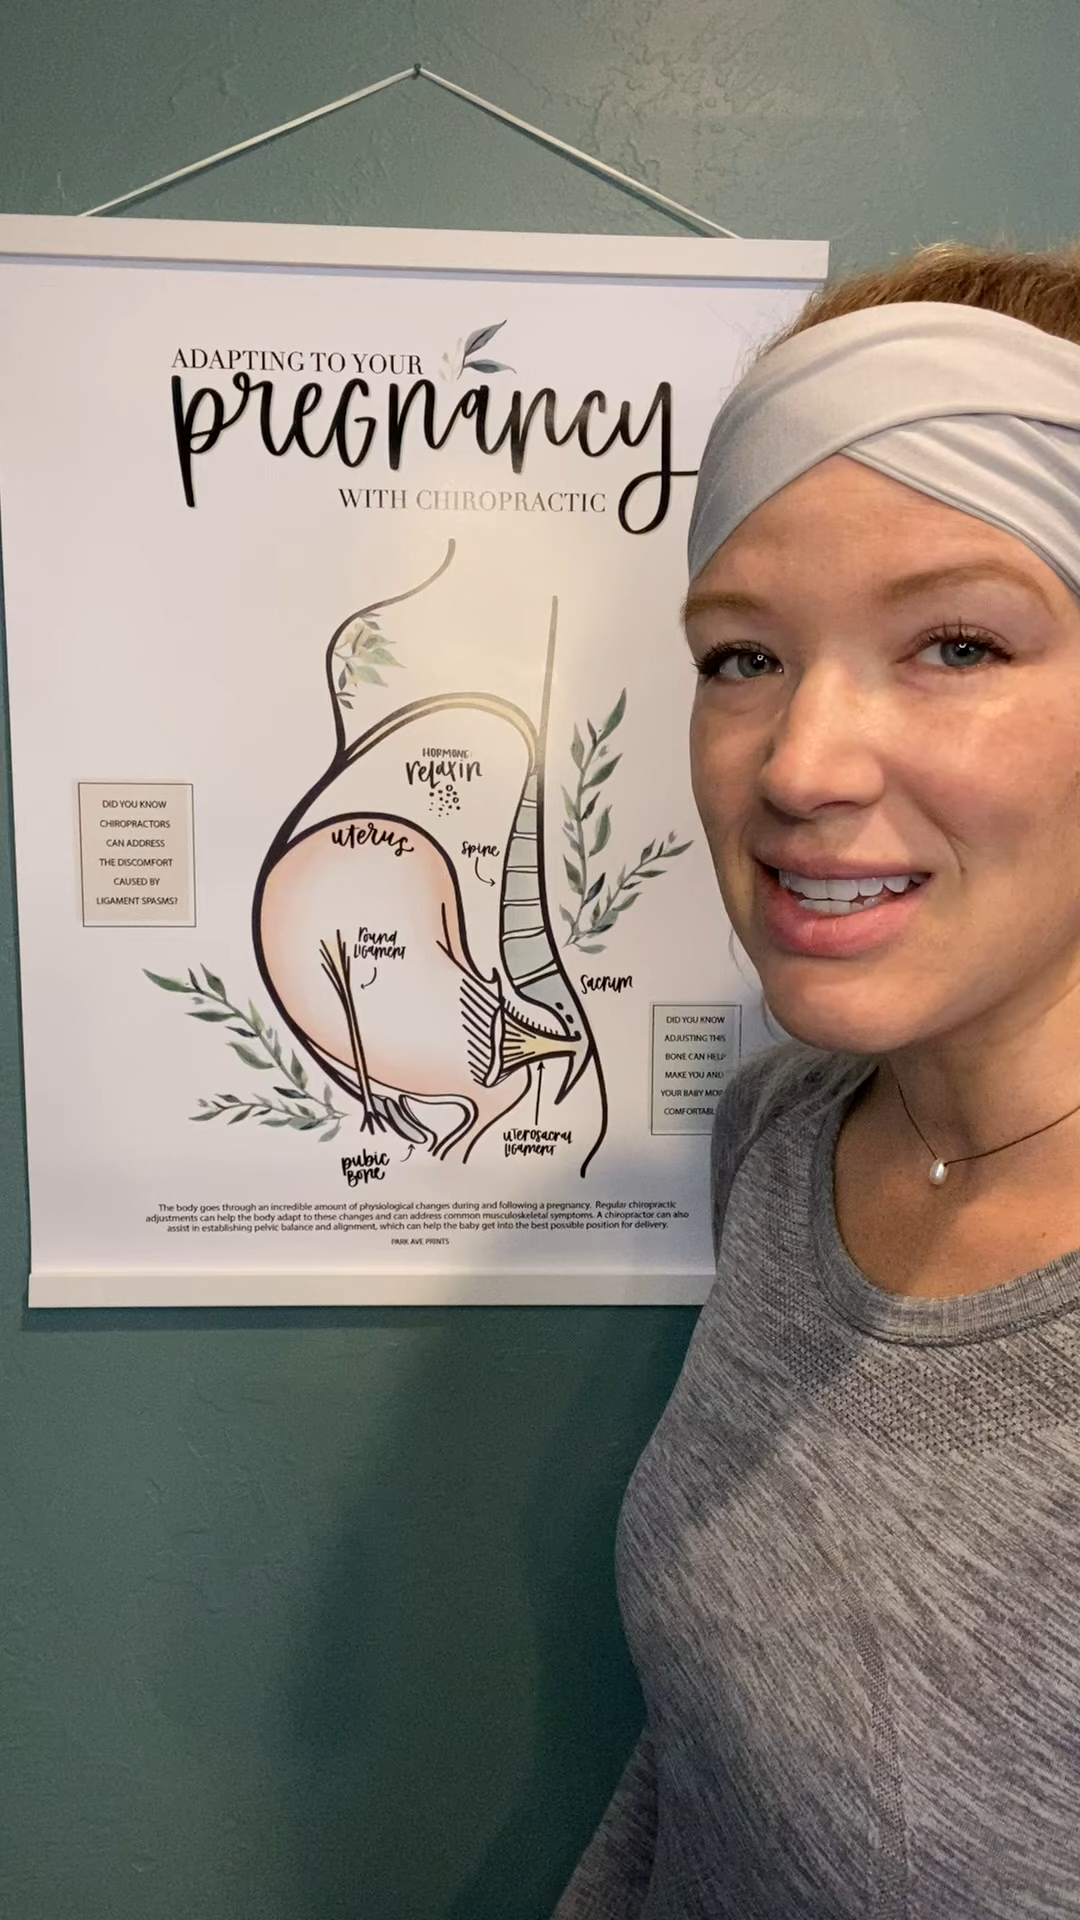 ADAPTING TO YOUR
pregnancy
WITH CHIROPRACTIC
HORMONE:
relaxin
uterus
spine
DID YOU KNOW
CHIROPRACTORS
CAN ADDRESS
THE DISCOMFORT
CAUSED BY
LIGAMENT SPASMS?
round
LIGAMENT
sacrum
DID YOU KNOW
ADJUSTING THIS
BONE CAN HELP
MAKE YOU AND
YOUR BABY
uterosacral
LIGAMENT
pubic
Bone
The body goes through an incredible amount of physiological changes during and following a pregnancy. Regular chiropractic
adjustments can help the body adapt to these changes and can address common musculoskeletal symptoms. A chiropractor can also
assist in establishing pelvic balance and alignment, which can help the baby get into the best possible position for delivery.
PARK AVE PRINTS